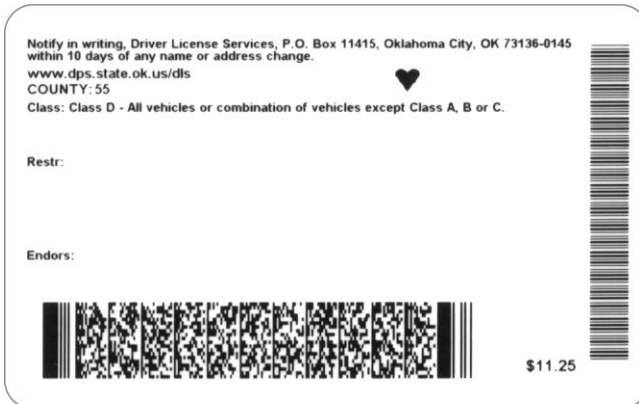 Notify in writing, Driver License Services, P.O. Box 11415, Oklahoma City, OK 73136-0145
within 10 days of any name or address change.
www.dps.state.ok.us/dls
COUNTY: 55
Class: Class D - All vehicles or combination of vehicles except Class A, B or C.
Restr:
Endors:
$11.25